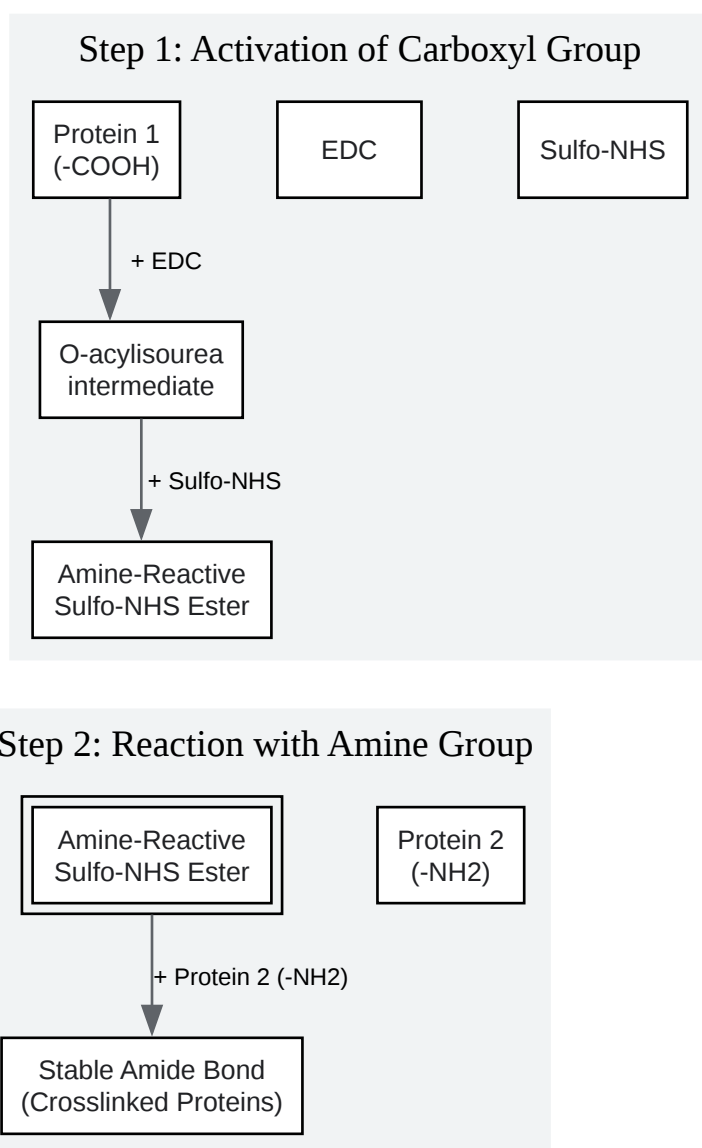 Step 1: Activation of Carboxyl Group
Protein 1
(-COOH)
EDC
Sulfo-NHS
+ EDC
O-acylisourea
intermediate
+ Sulfo-NHS
Amine-Reactive
Sulfo-NHS Ester
Step 2: Reaction with Amine Group
Amine-Reactive
Sulfo-NHS Ester
Protein 2
(-NH2)
+ Protein 2 (-NH2)
Stable Amide Bond
(Crosslinked Proteins)